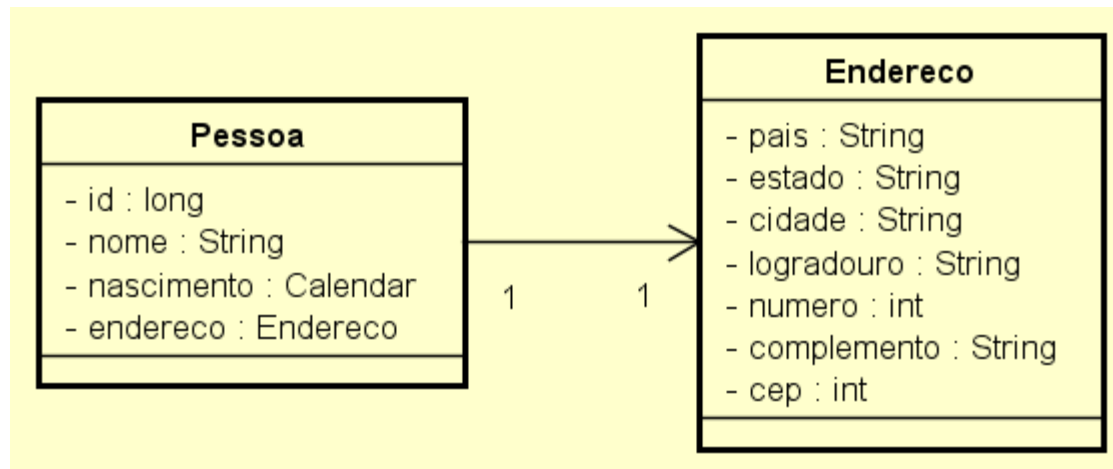 Pessoa
- id : long
- nome : String
- nascimento : Calendar
- endereco : Endereco
1
1
Endereco
- pais : String
- estado : String
- cidade : String
- logradouro : String
- numero : int
- complemento : String
- cep : int